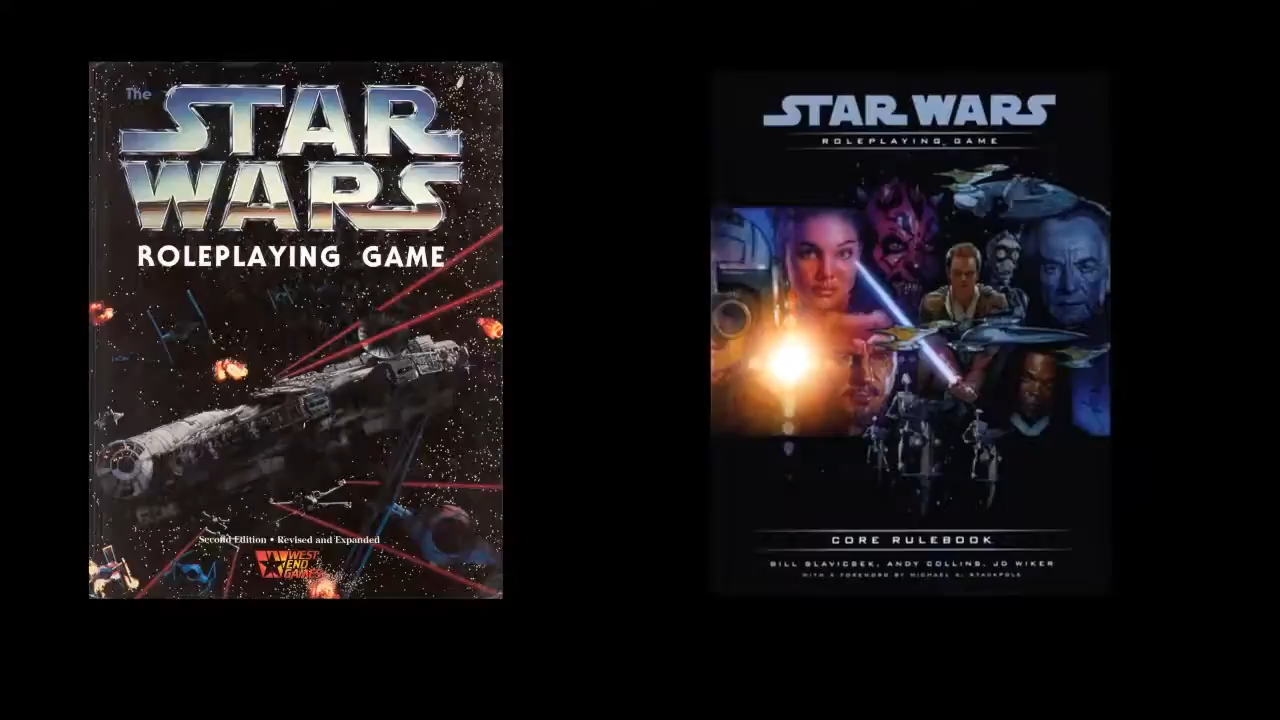 The
STAR
WARS
ROLEPLAYING GAME
Second Edition • Revised and Expanded
WEST
END
GAMES
STAR WARS
ROLEPLAYING GAME
CORE RULEBOOK
BILL SLAVICSEK, ANDY COLLINS, JD WIKER
WITH A FOREWORD BY MICHAEL A. STACKPOLE